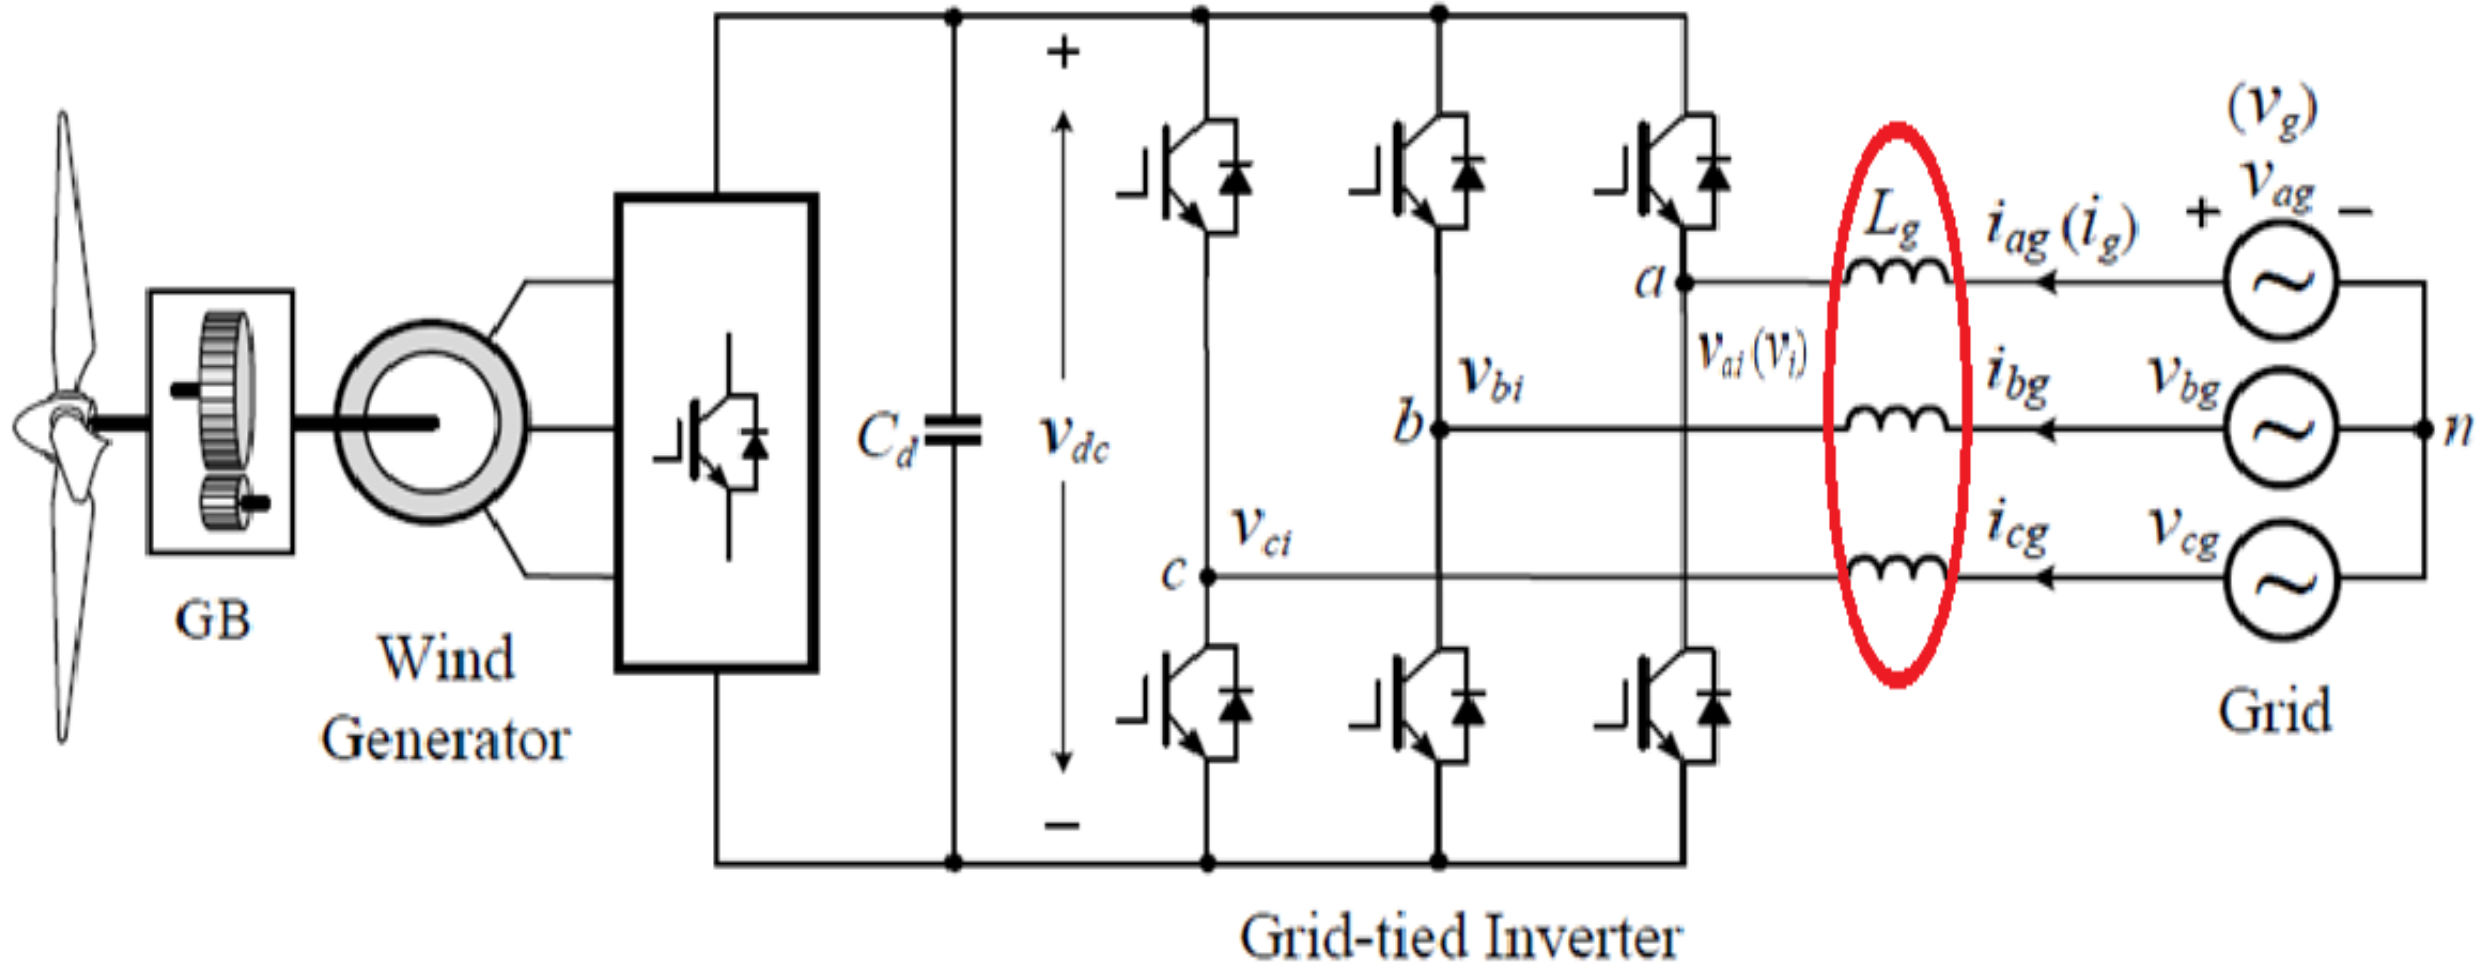 GB
Wind
Generator
C_d
+
v_dc
−
a
b
c
v_ai (v_i)
v_bi
v_ci
L_g
i_ag (i_g)
i_bg
i_cg
(v_g)
v_ag
+
−
v_bg
v_cg
n
Grid
Grid-tied Inverter